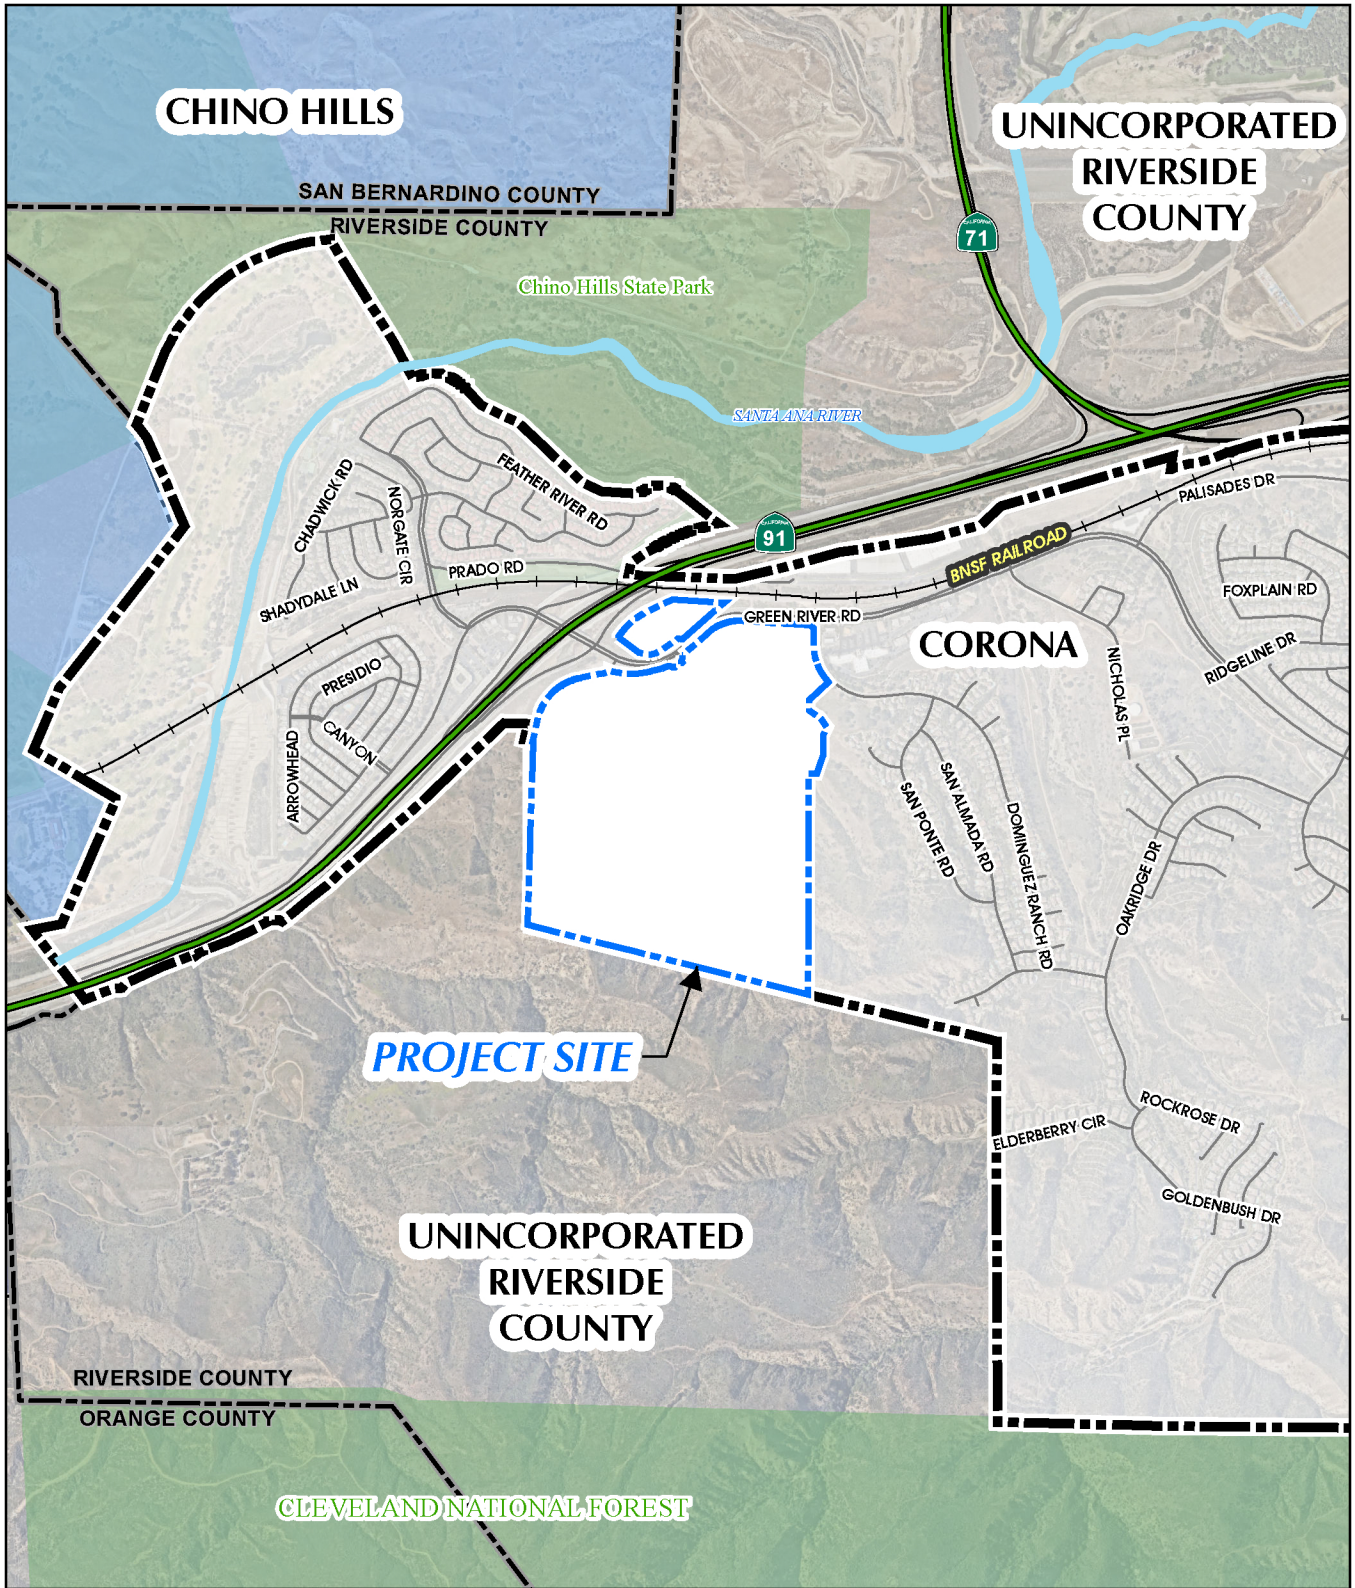 CHINO HILLS
UNINCORPORATED
RIVERSIDE
COUNTY
SAN BERNARDINO COUNTY
RIVERSIDE COUNTY
CALIFORNIA
71
Chino Hills State Park
SANTA ANA RIVER
FEATHER RIVER RD
CHADWICK RD
NORGATE CIR
PALISADES DR
CALIFORNIA
91
BNSF RAILROAD
PRADO RD
SHADYDALE LN
FOXPLAIN RD
GREEN RIVER RD
CORONA
RIDGELINE DR
NICHOLAS PL
PRESIDIO
CANYON
ARROWHEAD
SAN ALMADA RD
SAN PONTE RD
DOMINGUEZ RANCH RD
OAKRIDGE DR
PROJECT SITE
ROCKROSE DR
ELDERBERRY CIR
GOLDENBUSH DR
UNINCORPORATED
RIVERSIDE
COUNTY
RIVERSIDE COUNTY
ORANGE COUNTY
CLEVELAND NATIONAL FOREST